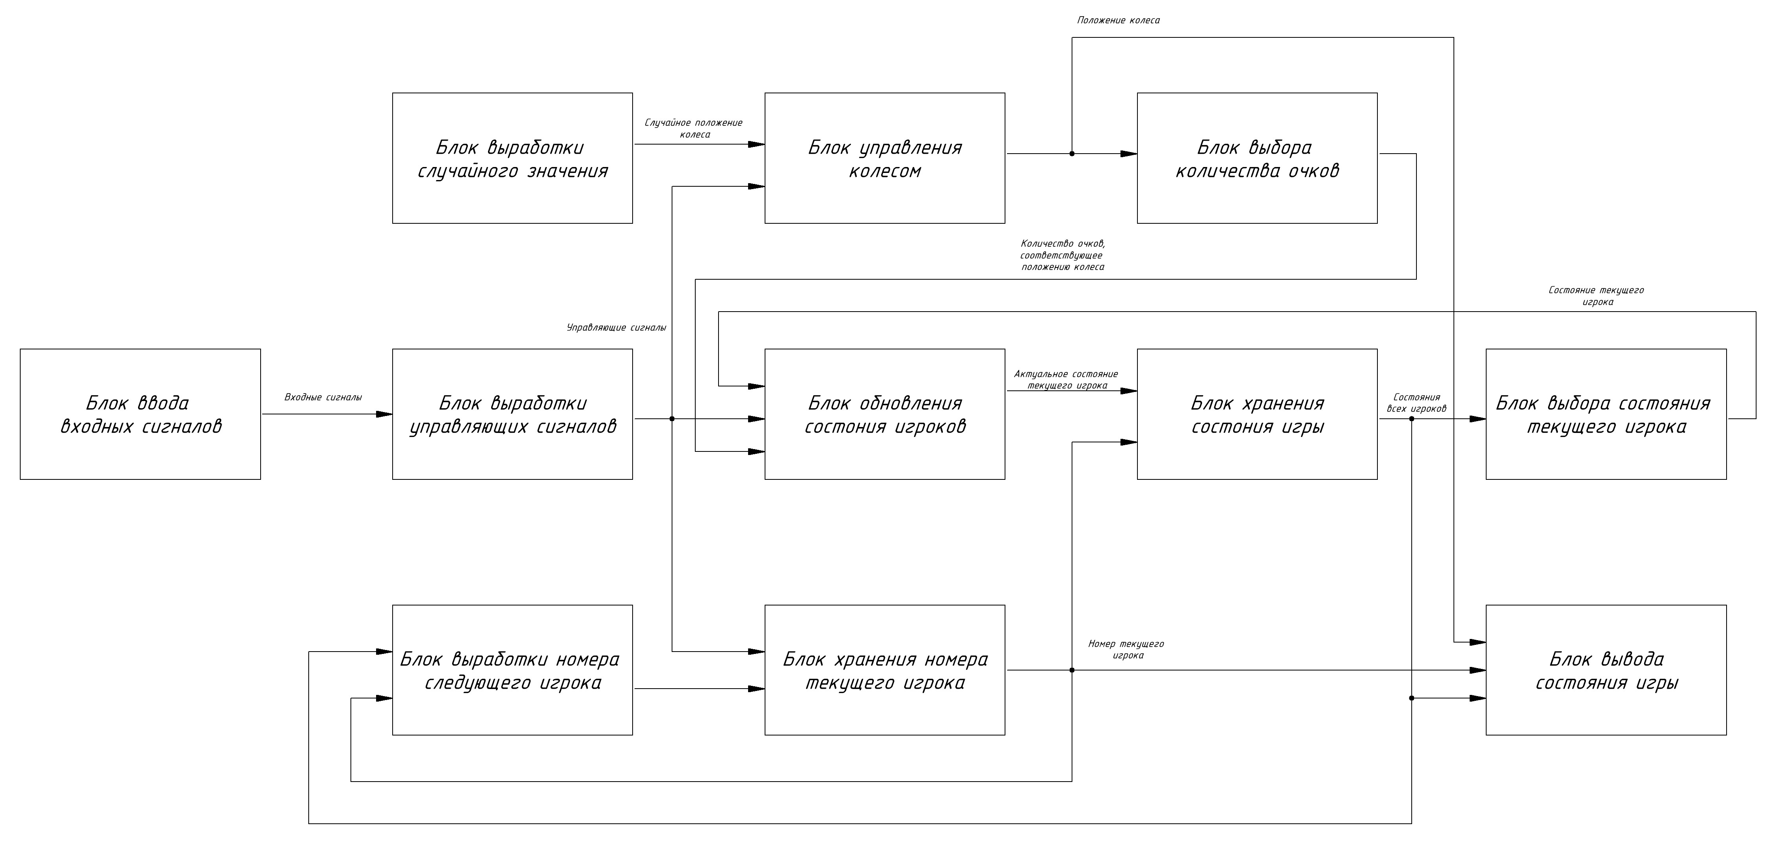 Положение колеса
Случайное положение
колеса
Блок выработки
случайного значения
Блок управления
колесом
Блок выбора
количества очков
Количество очков,
соответствующее
положению колеса
Состояние текущего
игрока
Управляющие сигналы
Блок ввода
входных сигналов
Входные сигналы
Блок выработки
управляющих сигналов
Блок обновления
состония игроков
Актуальное состояние
текущего игрока
Блок хранения
состония игры
Состояния
всех игроков
Блок выбора состояния
текущего игрока
Блок выработки номера
следующего игрока
Блок хранения номера
текущего игрока
Номер текущего
игрока
Блок вывода
состояния игры